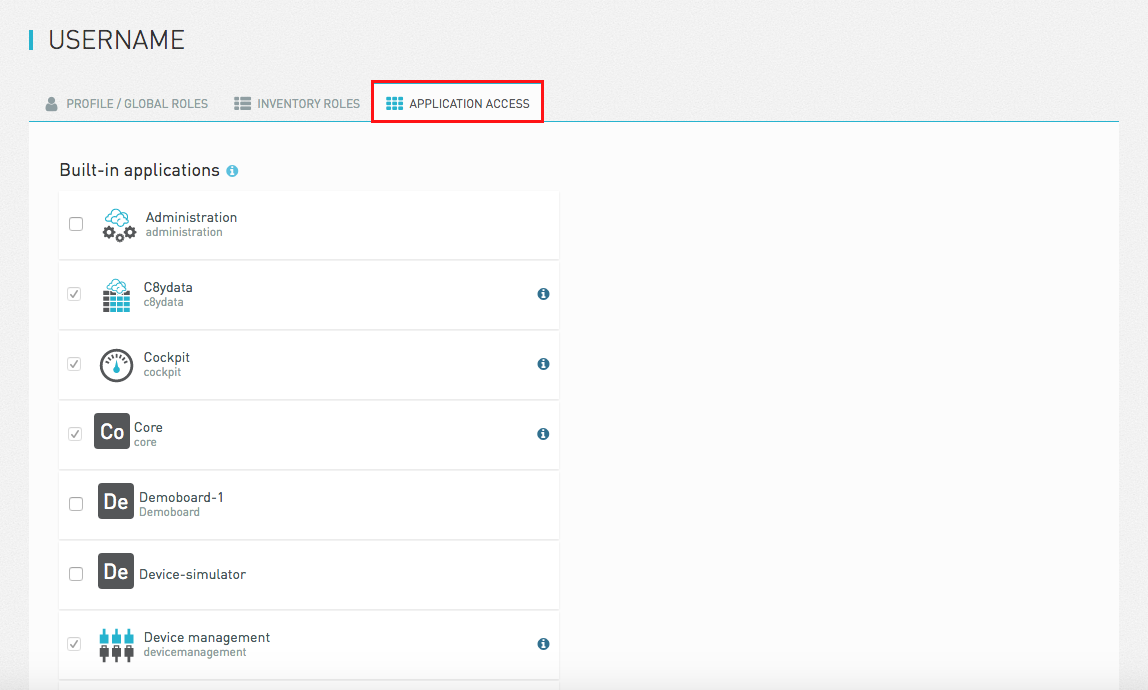 USERNAME
PROFILE / GLOBAL ROLES INVENTORY ROLES APPLICATION ACCESS
Built-in applications
Administration
administration
C8ydata
c8ydata
Cockpit
cockpit
Co Core
core
De Demoboard-1
Demoboard
De Device-simulator
Device management
devicemanagement